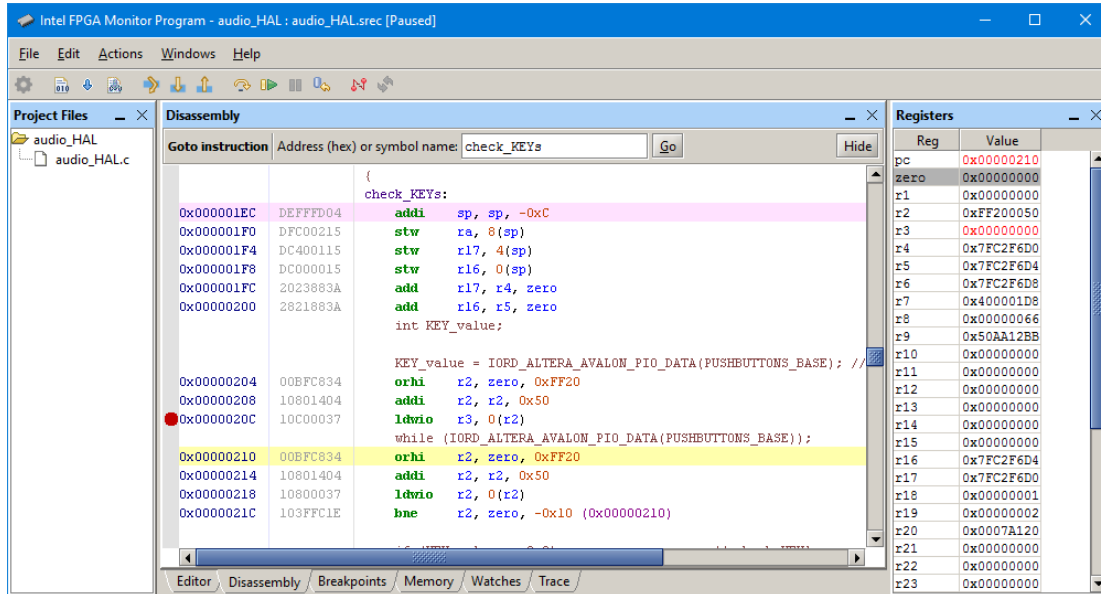 Intel FPGA Monitor Program - audio_HAL : audio_HAL.srec [Paused]
File Edit Actions Windows Help
Project Files
audio_HAL
audio_HAL.c
Disassembly
Goto instruction Address (hex) or symbol name: check_KEYs Go Hide
{
check_KEYs:
0x000001EC DEFFFD04 addi sp, sp, -0xC
0x000001F0 DFC00215 stw ra, 8(sp)
0x000001F4 DC400115 stw r17, 4(sp)
0x000001F8 DC000015 stw r16, 0(sp)
0x000001FC 2023883A add r17, r4, zero
0x00000200 2821883A add r16, r5, zero
int KEY_value;
KEY_value = IORD_ALTERA_AVALON_PIO_DATA(PUSHBUTTONS_BASE); //
0x00000204 00BFC834 orhi r2, zero, 0xFF20
0x00000208 10801404 addi r2, r2, 0x50
0x0000020C 10C00037 ldwio r3, 0(r2)
while (IORD_ALTERA_AVALON_PIO_DATA(PUSHBUTTONS_BASE));
0x00000210 00BFC834 orhi r2, zero, 0xFF20
0x00000214 10801404 addi r2, r2, 0x50
0x00000218 10800037 ldwio r2, 0(r2)
0x0000021C 103FFC1E bne r2, zero, -0x10 (0x00000210)
Editor Disassembly Breakpoints Memory Watches Trace
Registers
Reg Value
pc 0x00000210
zero 0x00000000
r1 0x00000000
r2 0xFF200050
r3 0x00000000
r4 0x7FC2F6D0
r5 0x7FC2F6D4
r6 0x7FC2F6D8
r7 0x400001D8
r8 0x00000066
r9 0x50AA12BB
r10 0x00000000
r11 0x00000000
r12 0x00000000
r13 0x00000000
r14 0x00000000
r15 0x00000000
r16 0x7FC2F6D4
r17 0x7FC2F6D0
r18 0x00000001
r19 0x00000002
r20 0x0007A120
r21 0x00000000
r22 0x00000000
r23 0x00000000